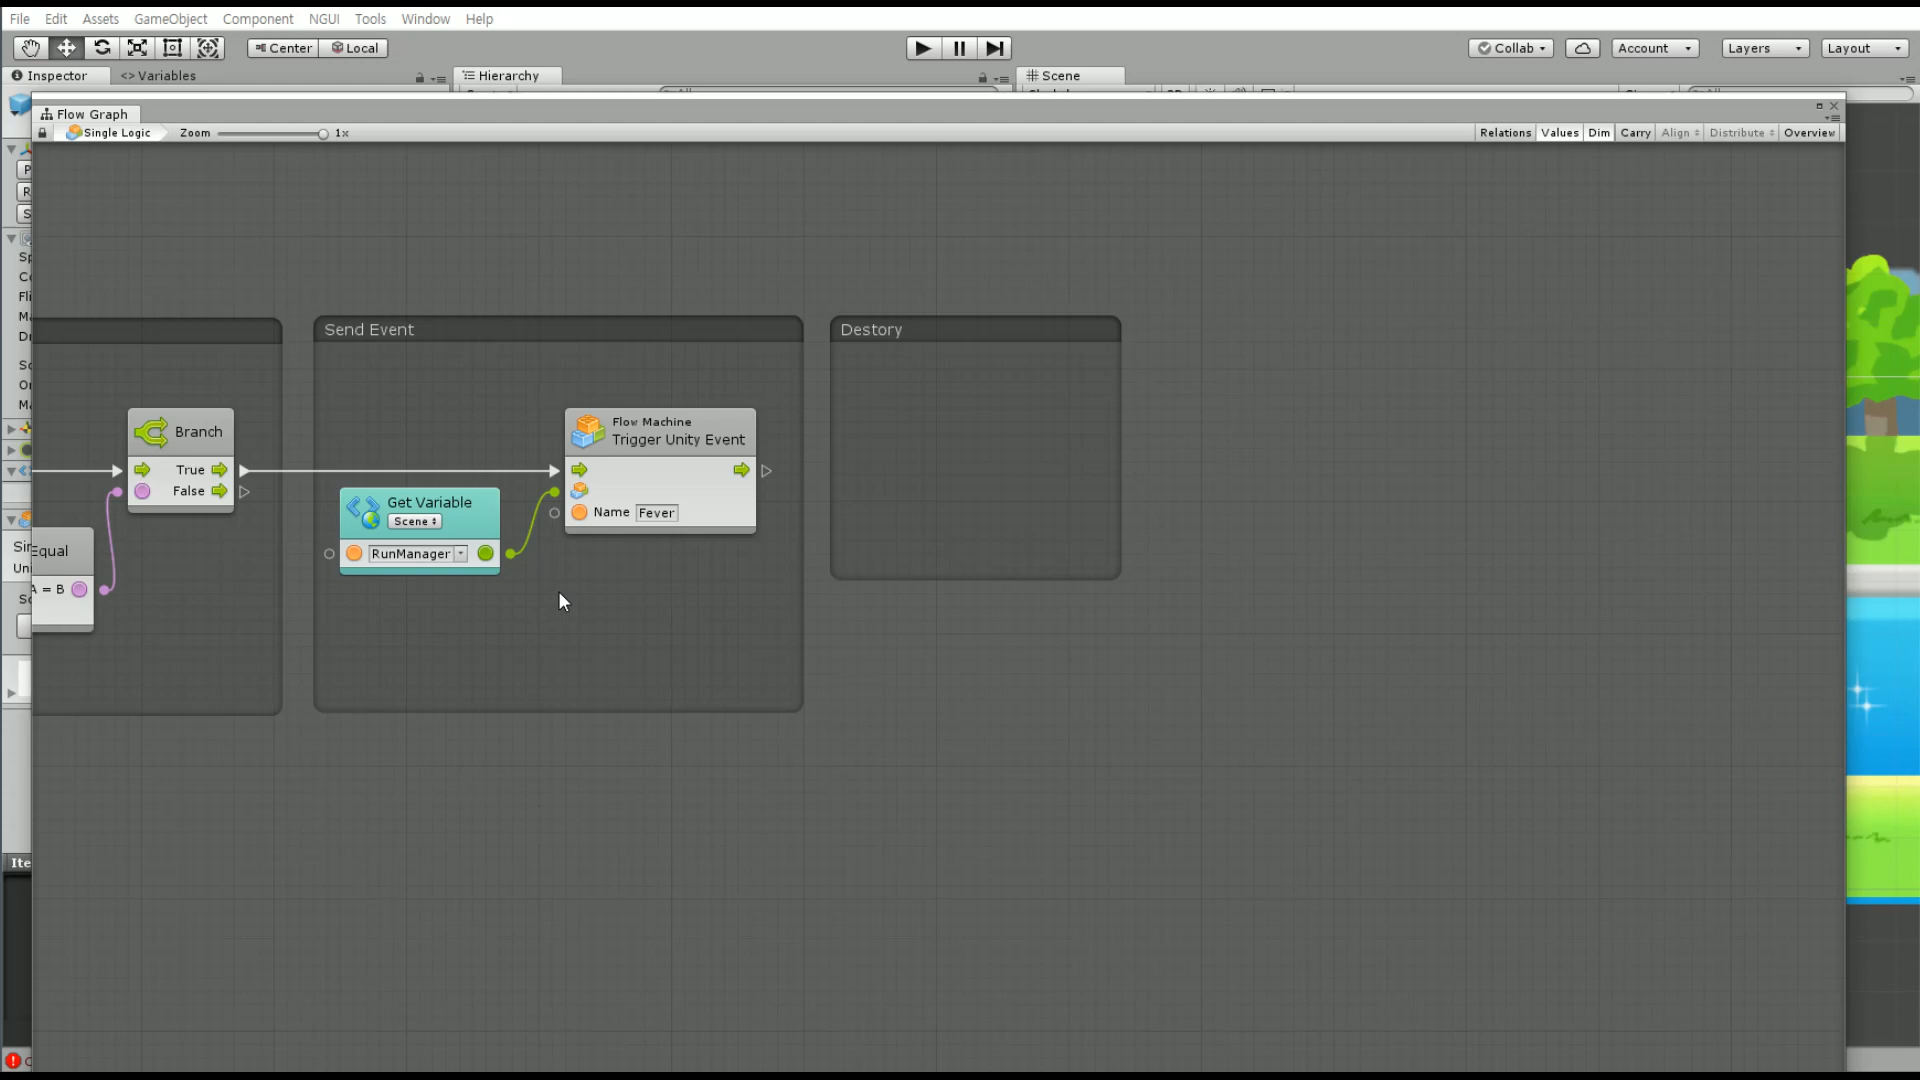 File Edit Assets GameObject Component NGUI Tools Window Help
Center Local Collab Account Layers Layout
Inspector <> Variables Hierarchy Scene
Flow Graph
Single Logic Zoom 1x Relations Values Dim Carry Align Distribute Overview
Send Event
Destory
Branch
True
False
Flow Machine
Trigger Unity Event
Name Fever
Get Variable
Scene
RunManager
Equal
A = B
Ite